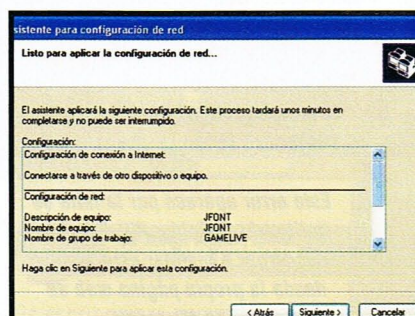 sistente para configuración de red
Listo para aplicar la configuración de red...
El asistente aplicará la siguiente configuración. Este proceso tardará unos minutos en
completarse y no puede ser interrumpido.
Configuración:
Configuración de conexión a Internet:
Conectarse a través de otro dispositivo o equipo.
Configuración de red:
Descripción de equipo: JFONT
Nombre de equipo: JFONT
Nombre de grupo de trabajo: GAMELIVE
Haga clic en Siguiente para aplicar esta configuración.
< Atrás Siguiente > Cancelar